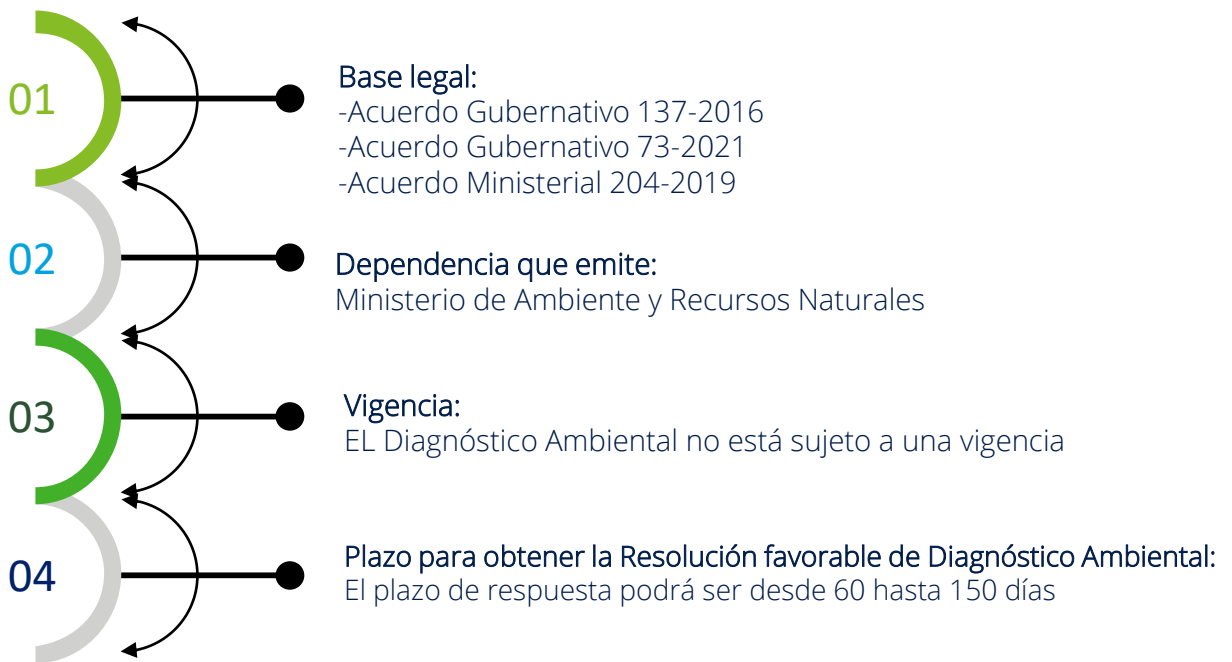 01
Base legal:
-Acuerdo Gubernativo 137-2016
-Acuerdo Gubernativo 73-2021
-Acuerdo Ministerial 204-2019
02
Dependencia que emite:
Ministerio de Ambiente y Recursos Naturales
03
Vigencia:
EL Diagnóstico Ambiental no está sujeto a una vigencia
04
Plazo para obtener la Resolución favorable de Diagnóstico Ambiental:
El plazo de respuesta podrá ser desde 60 hasta 150 días